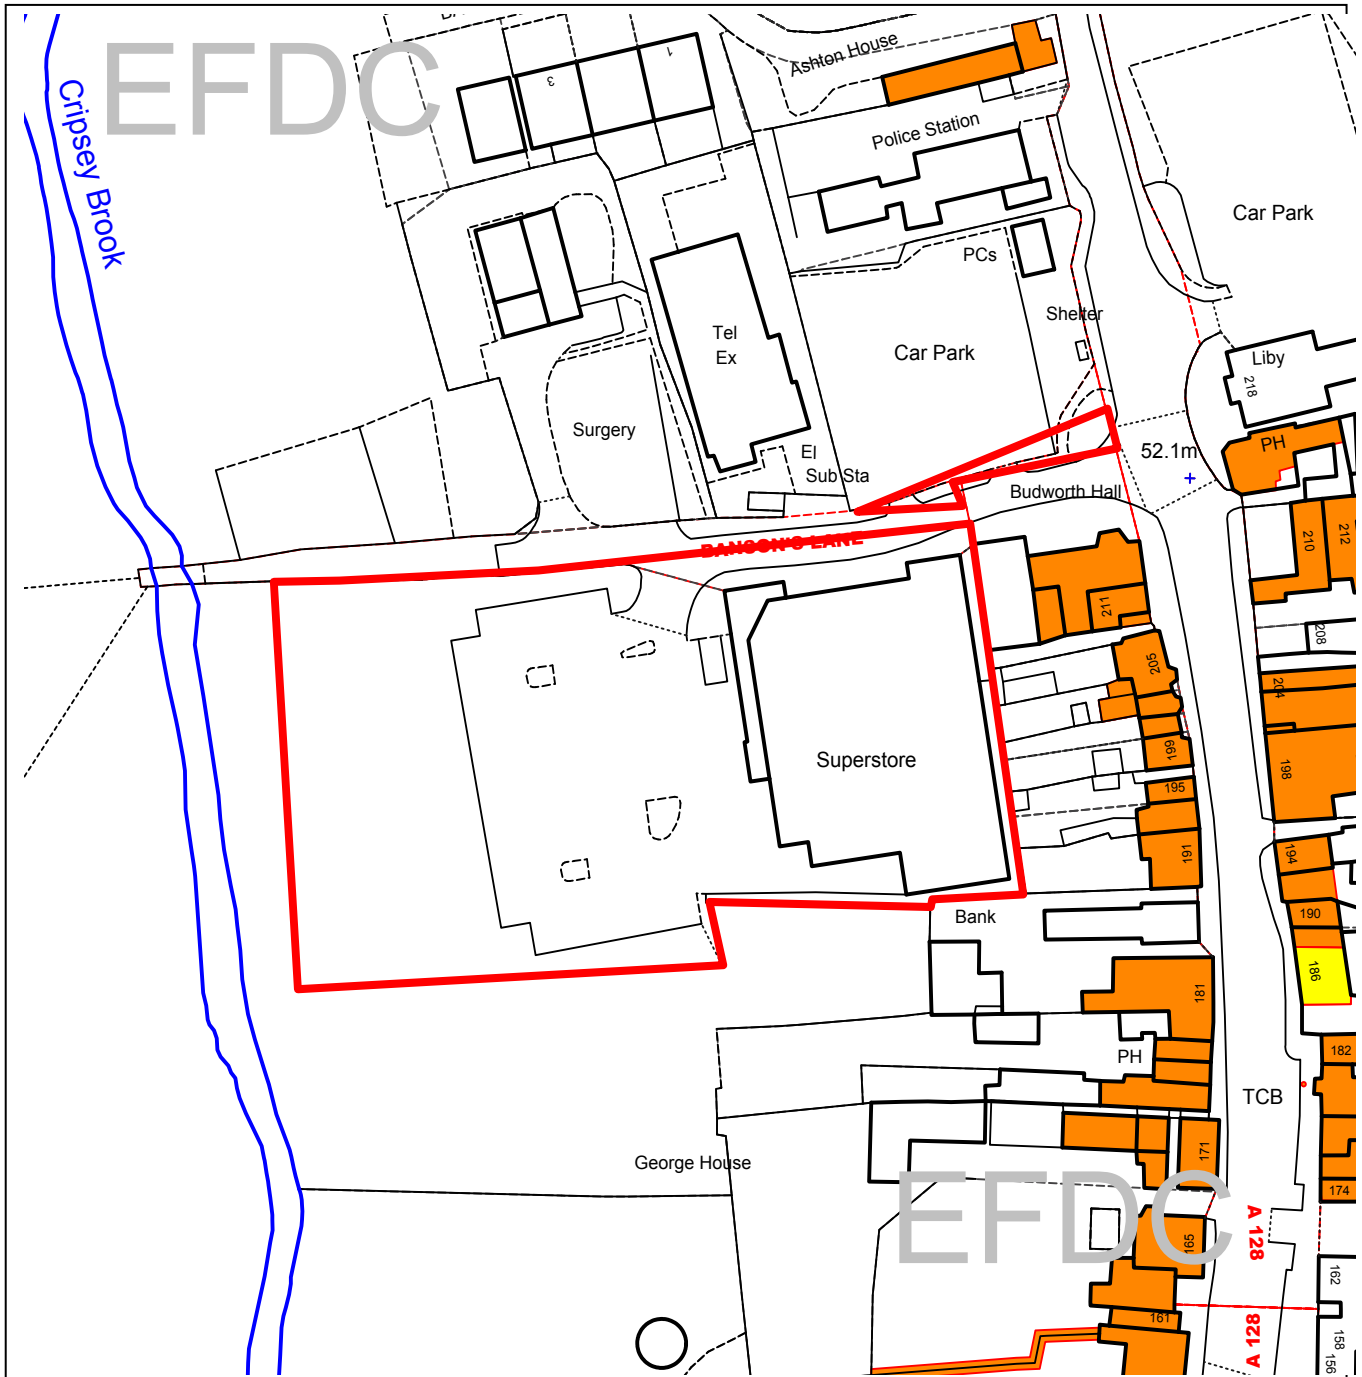 EFDC
Cripsey Brook
3
1
Ashton House
Police Station
Car Park
PCs
Shelter
Tel
Ex
Car Park
Liby
218
Surgery
El
Sub Sta
52.1m
PH
Budworth Hall
BANSON'S LANE
210
212
211
208
205
204
199
Superstore
198
195
191
194
190
Bank
186
181
182
PH
TCB
171
George House
174
EFDC
165
A 128
162
161
A 128
158
156